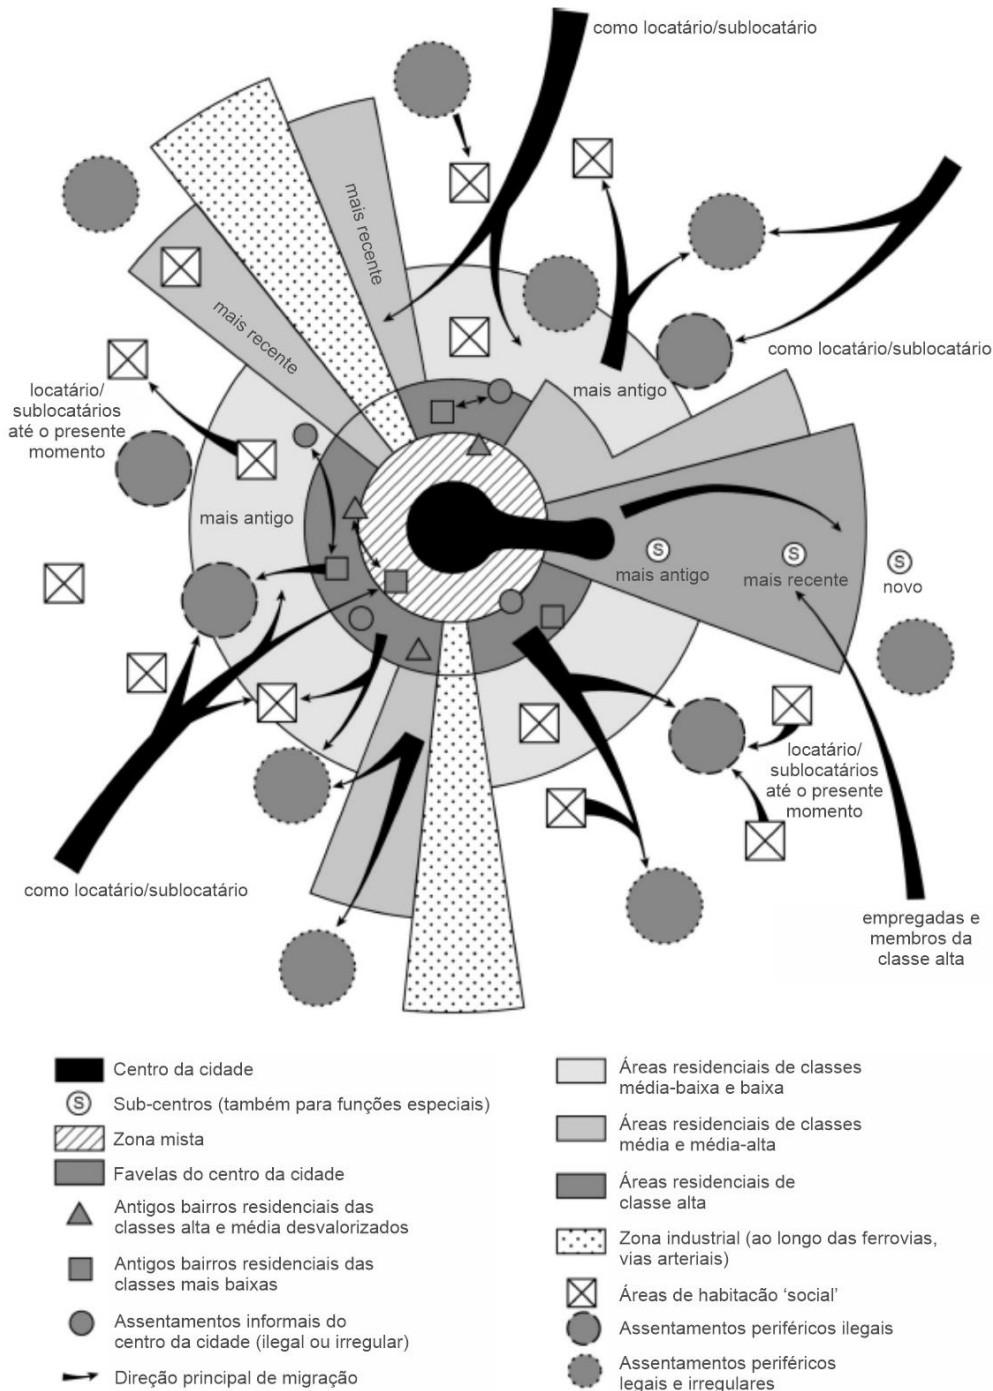 como locatário/sublocatário
mais recente
mais recente
como locatário/sublocatário
mais antigo
locatário/
sublocatários
até o presente
momento
mais antigo
S
mais antigo
S
mais recente
S
novo
locatário/
sublocatários
até o presente
momento
como locatário/sublocatário
empregadas e
membros da
classe alta
Centro da cidade
S
Sub-centros (também para funções especiais)
Zona mista
Favelas do centro da cidade
Antigos bairros residenciais das
classes alta e média desvalorizados
Antigos bairros residenciais das
classes mais baixas
Assentamentos informais do
centro da cidade (ilegal ou irregular)
Direção principal de migração
Áreas residenciais de classes
média-baixa e baixa
Áreas residenciais de classes
média e média-alta
Áreas residenciais de
classe alta
Zona industrial (ao longo das ferrovias,
vias arteriais)
Áreas de habitacão 'social'
Assentamentos periféricos ilegais
Assentamentos periféricos
legais e irregulares